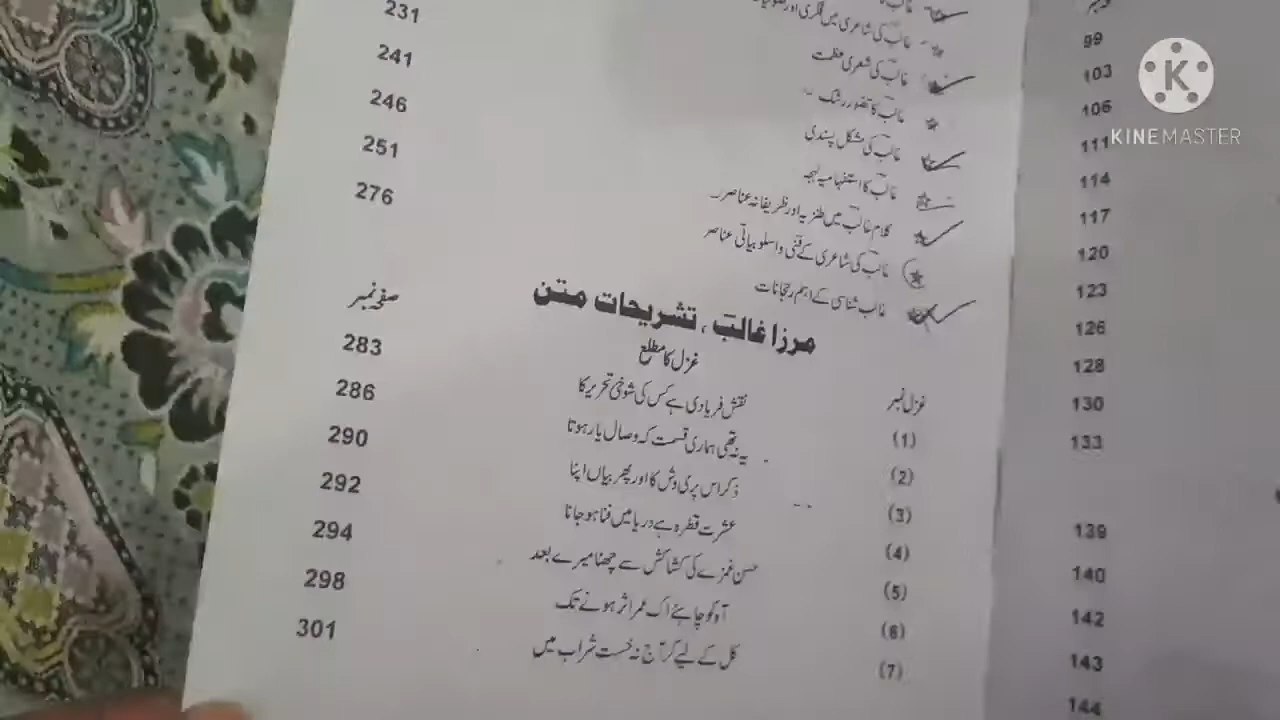 غالب کی شاعری میں فکری اور
غالب کی شعری عظمت 231
غالب کا تصور رشک 241
غالب کی مشکل پسندی 246
غالب کا استفہامیہ لہجہ 251
کلام غالب میں طنزیہ اور ظریفانہ عناصر 276
غالب کی شاعری کے فنی و اسلوبیاتی عناصر
غالب شناسی کے اہم رجحانات
مرزا غالب ، تشریحات متن
غزل نمبر غزل کا مطلع صفحہ نمبر
(1) نقش فریادی ہے کس کی شوخی تحریر کا 283
(2) یہ نہ تھی ہماری قسمت کہ وصال یار ہوتا 286
(3) ذکر اس پری وش کا اور پھر بیاں اپنا 290
(4) عشرت قطرہ ہے دریا میں فنا ہو جانا 292
(5) حسن غمزے کی کشاکش سے چھٹا میرے بعد 294
(6) آہ کو چاہئے اک عمر اثر ہونے تک 298
(7) کل کے لیے کر آج نہ خست شراب میں 301
99
103
106
111
114
117
120
123
126
128
130
133
139
140
142
143
144
K
KINEMASTER